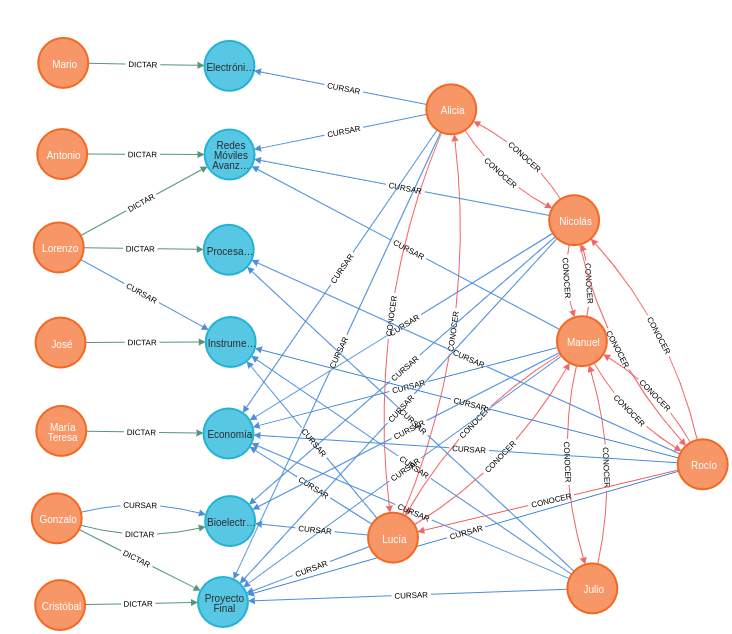 Mario
DICTAR
Electróni…
CURSAR
Alicia
Antonio
DICTAR
Redes
Móviles
Avanz…
CURSAR
CONOCER
CONOCER
DICTAR
CURSAR
Nicolás
Lorenzo
DICTAR
Procesa…
CURSAR
CURSAR
CONOCER
CONOCER
CURSAR
CONOCER
CONOCER
CURSAR
CONOCER
CONOCER
José
DICTAR
Instrume…
CURSAR
CURSAR
Manuel
CURSAR
CURSAR
CURSAR
CONOCER
María
Teresa
DICTAR
Economía
CURSAR
CURSAR
CURSAR
CURSAR
CONOCER
CONOCER
CURSAR
CURSAR
CURSAR
CURSAR
CONOCER
CONOCER
CONOCER
Rocío
CURSAR
CURSAR
Gonzalo
CURSAR
DICTAR
Bioelectr…
CURSAR
CURSAR
CONOCER
CURSAR
Lucía
DICTAR
CURSAR
Cristóbal
DICTAR
Proyecto
Final
CURSAR
Julio